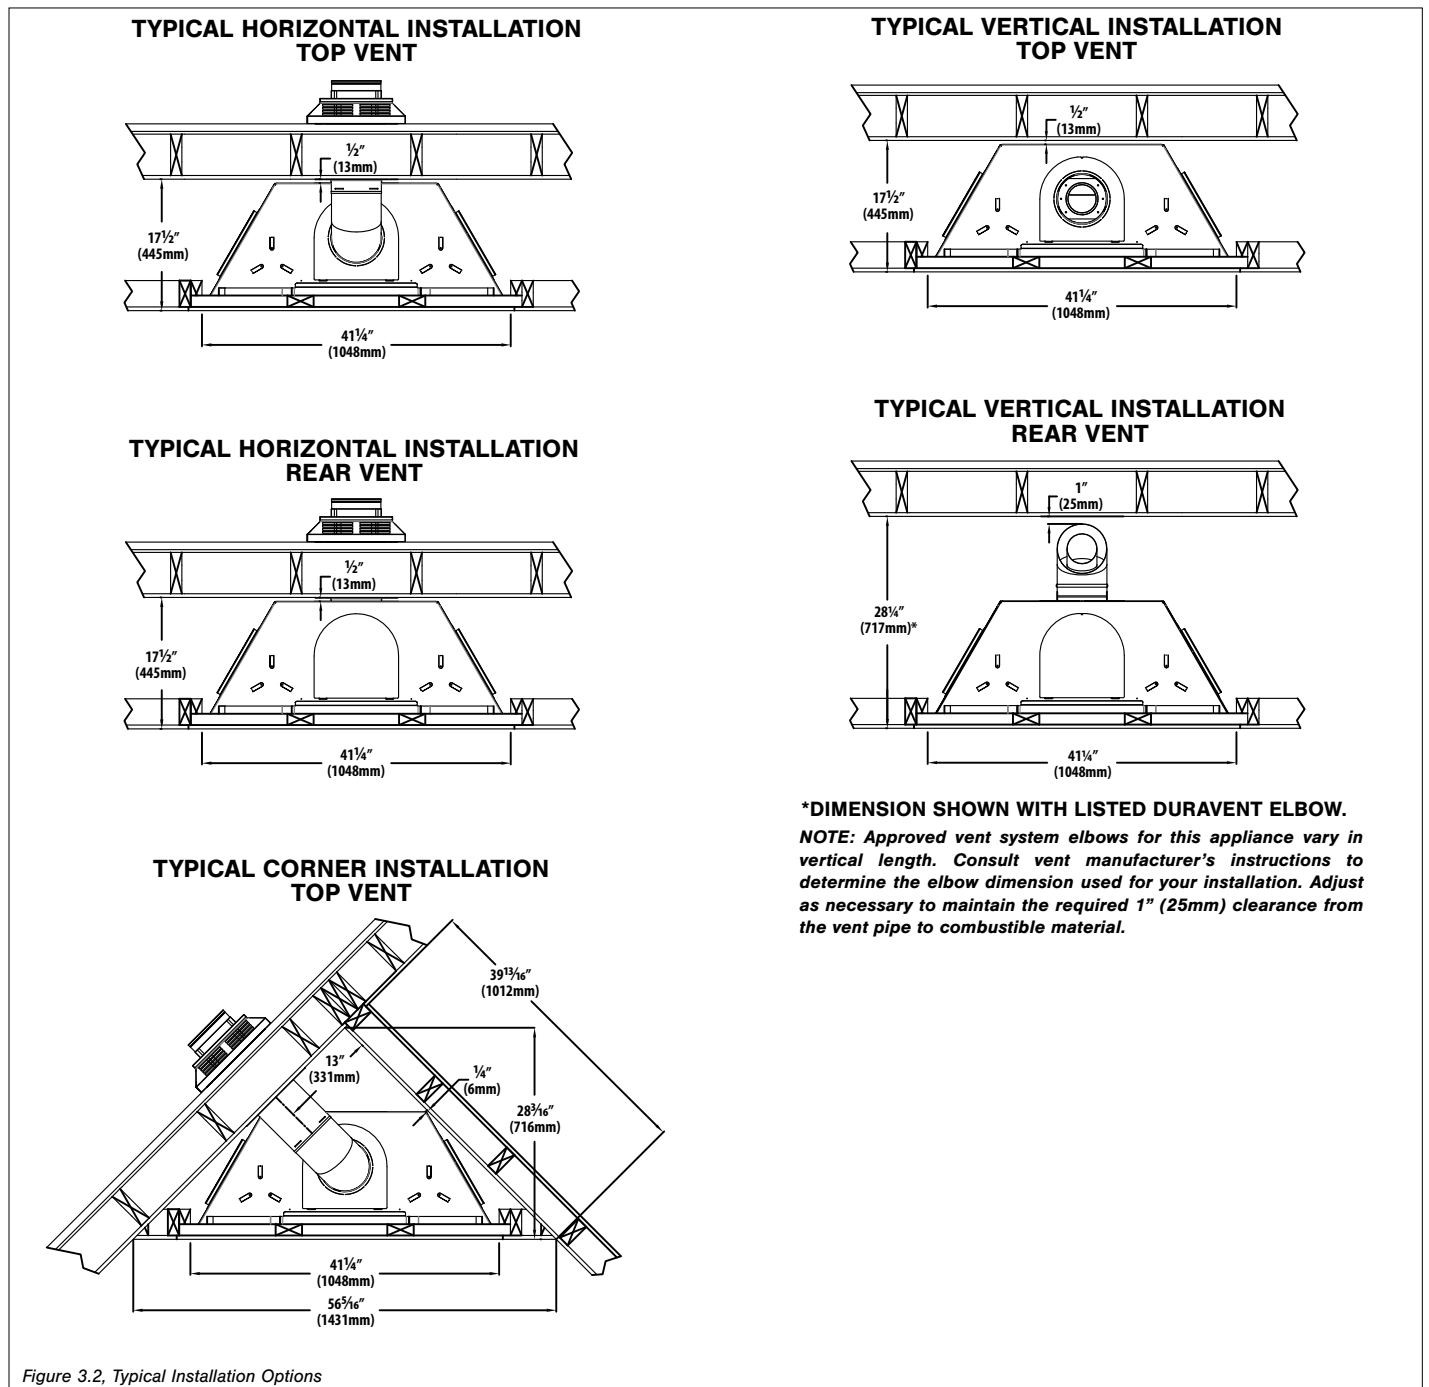 TYPICAL HORIZONTAL INSTALLATION
TOP VENT
½"
(13mm)
17½"
(445mm)
41¼"
(1048mm)
TYPICAL VERTICAL INSTALLATION
TOP VENT
½"
(13mm)
17½"
(445mm)
41¼"
(1048mm)
TYPICAL HORIZONTAL INSTALLATION
REAR VENT
½"
(13mm)
17½"
(445mm)
41¼"
(1048mm)
TYPICAL VERTICAL INSTALLATION
REAR VENT
1"
(25mm)
28¼"
(717mm)*
41¼"
(1048mm)
*DIMENSION SHOWN WITH LISTED DURAVENT ELBOW.
NOTE: Approved vent system elbows for this appliance vary in
vertical length. Consult vent manufacturer's instructions to
determine the elbow dimension used for your installation. Adjust
as necessary to maintain the required 1" (25mm) clearance from
the vent pipe to combustible material.
TYPICAL CORNER INSTALLATION
TOP VENT
39¹³⁄₁₆"
(1012mm)
13"
(331mm)
¼"
(6mm)
28³⁄₁₆"
(716mm)
41¼"
(1048mm)
56⁵⁄₁₆"
(1431mm)
Figure 3.2, Typical Installation Options